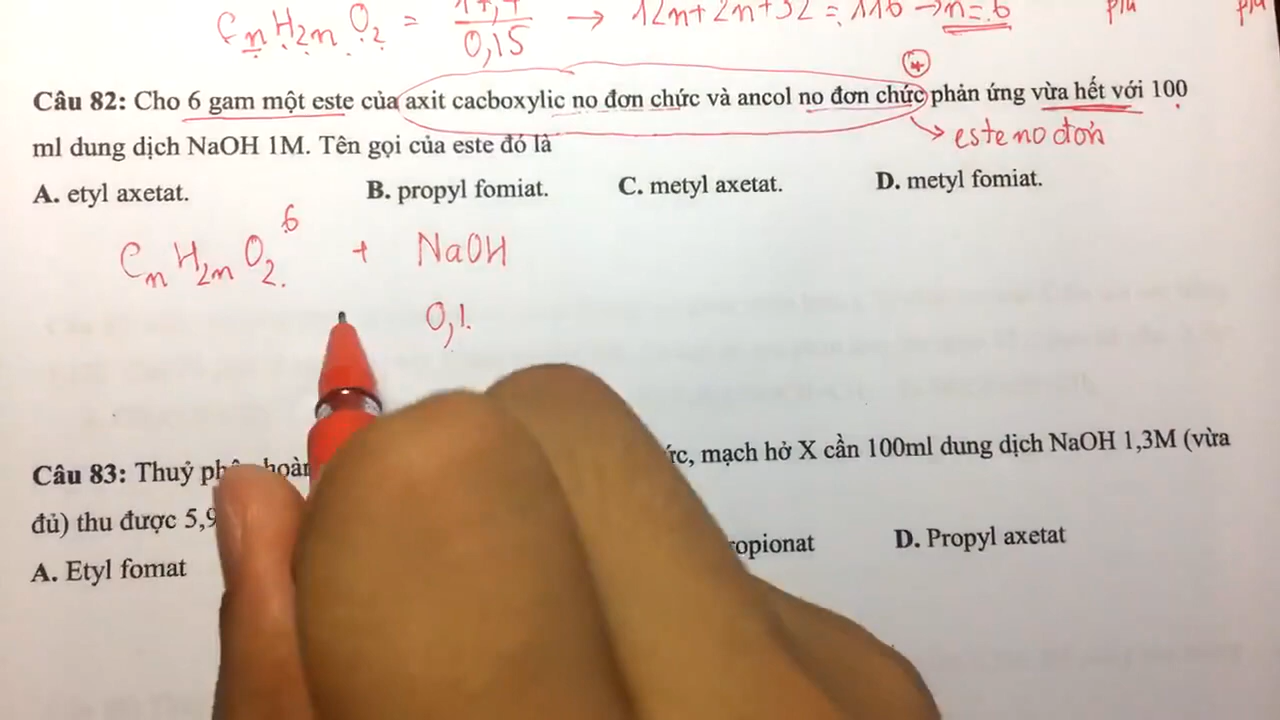 CnH2nO2 = /0,15 → 12n+2n+32 = 116 → n = 6
Câu 82: Cho 6 gam một este của axit cacboxylic no đơn chức và ancol no đơn chức phản ứng vừa hết với 100
ml dung dịch NaOH 1M. Tên gọi của este đó là
este no đơn
A. etyl axetat. B. propyl fomiat. C. metyl axetat. D. metyl fomiat.
6
CnH2nO2 + NaOH
0,1
Câu 83: Thuỷ mạch hở X cần 100ml dung dịch NaOH 1,3M (vừa
đủ) thu được 5,9
A. Etyl fomat D. Propyl axetat